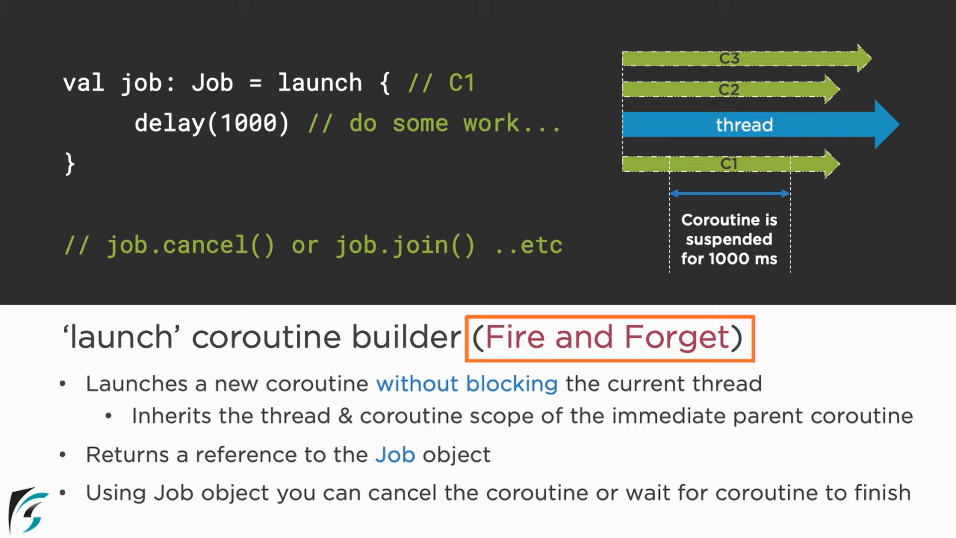 val job: Job = launch { // C1
delay(1000) // do some work...
}
// job.cancel() or job.join() ..etc
C3
C2
thread
C1
Coroutine is
suspended
for 1000 ms
‘launch’ coroutine builder (Fire and Forget)
• Launches a new coroutine without blocking the current thread
• Inherits the thread & coroutine scope of the immediate parent coroutine
• Returns a reference to the Job object
• Using Job object you can cancel the coroutine or wait for coroutine to finish